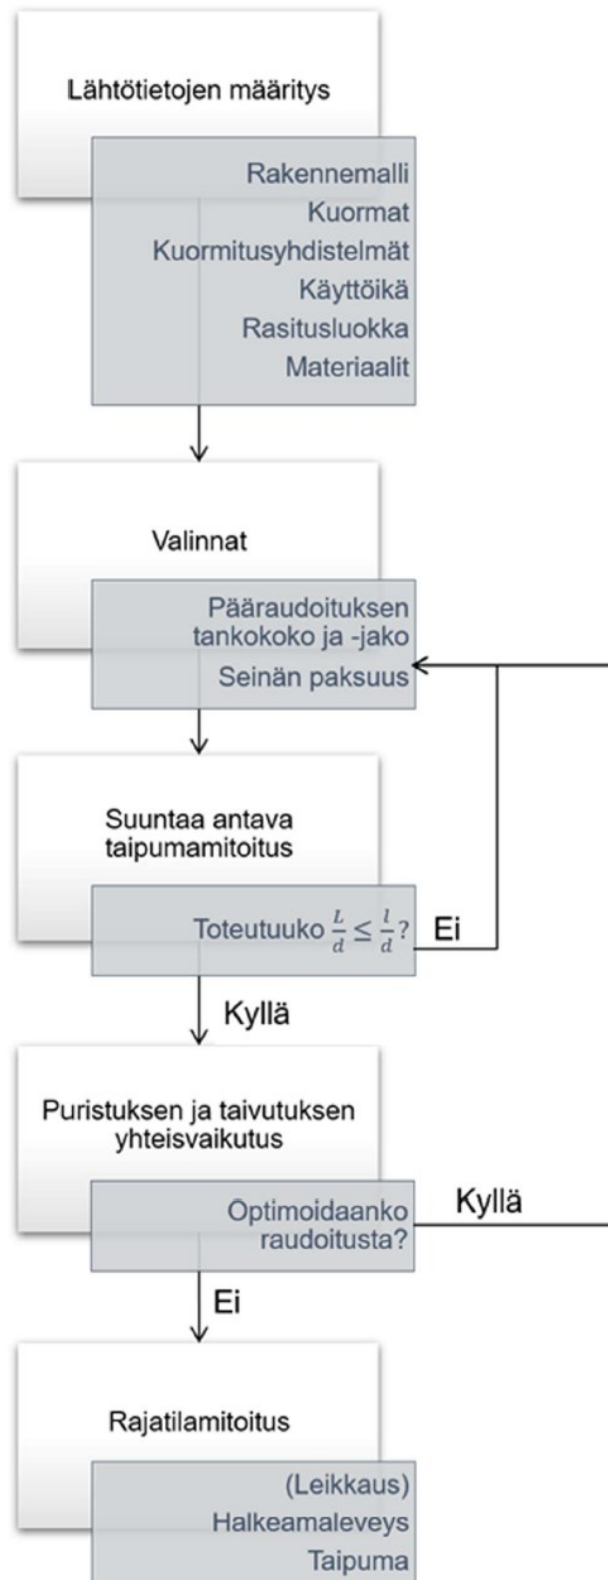 Lähtötietojen määritys
Rakennemalli
Kuormat
Kuormitusyhdistelmät
Käyttöikä
Rasitusluokka
Materiaalit
Valinnat
Pääraudoituksen
tankokoko ja -jako
Seinän paksuus
Suuntaa antava
taipumamitoitus
Toteutuuko L/d ≤ l/d?
Ei
Kyllä
Puristuksen ja taivutuksen
yhteisvaikutus
Optimoidaanko
raudoitusta?
Kyllä
Ei
Rajatilamitoitus
(Leikkaus)
Halkeamaleveys
Taipuma